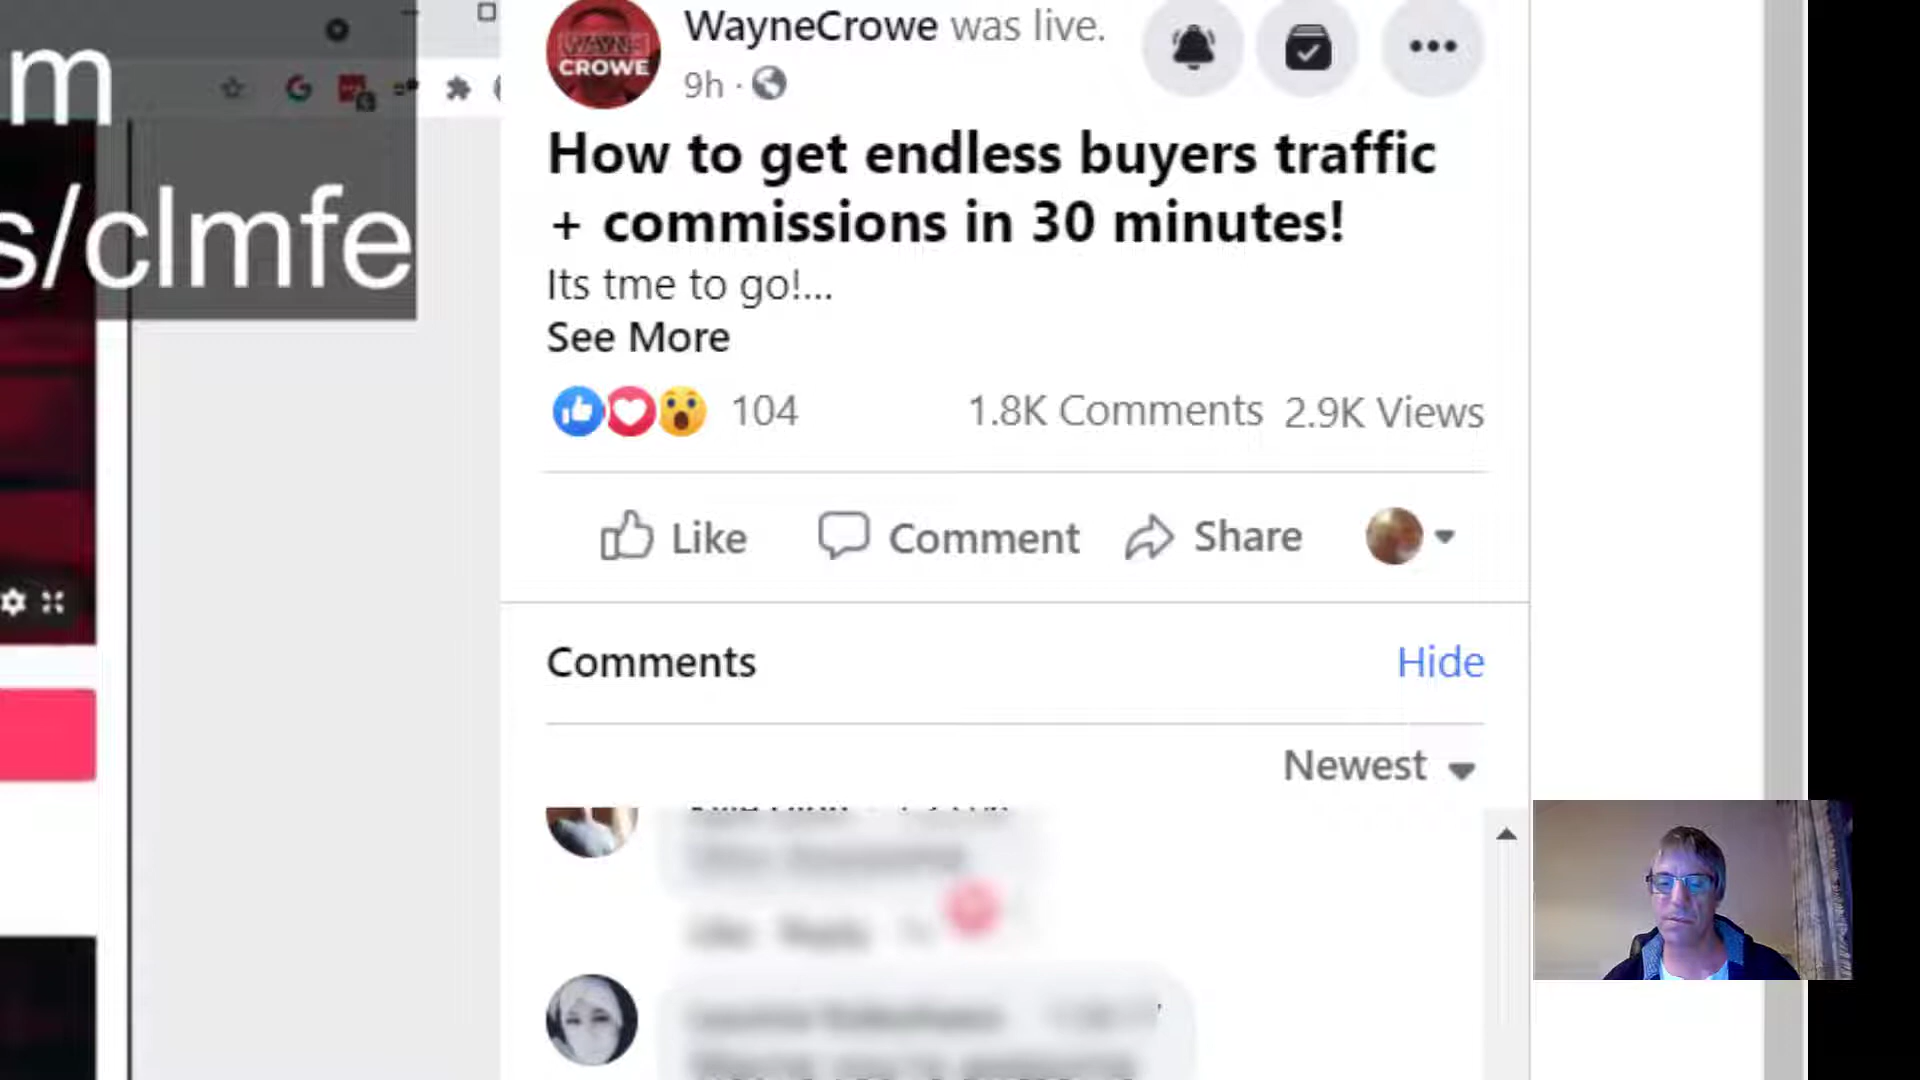 m
s/clmfe
WAYNE
CROWE
WayneCrowe was live.
9h ·
How to get endless buyers traffic
+ commissions in 30 minutes!
Its tme to go!...
See More
104
1.8K Comments
2.9K Views
Like
Comment
Share
Comments
Hide
Newest